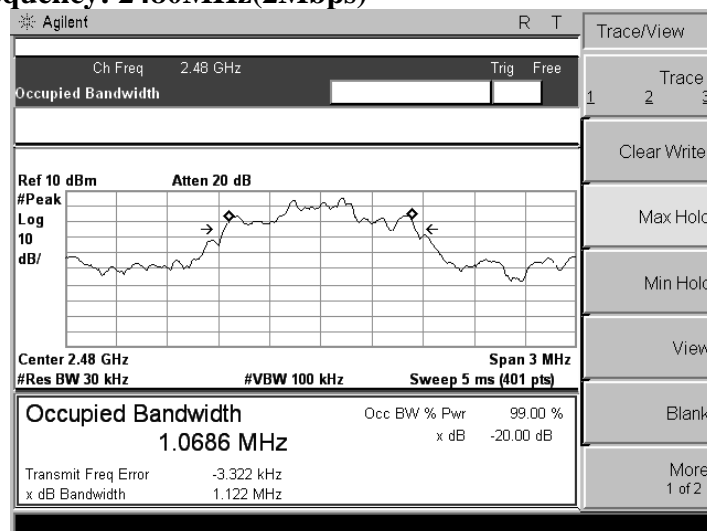 equency: 2480MHz(2Mbps)
Agilent R T
Ch Freq 2.48 GHz Trig Free
Occupied Bandwidth
Ref 10 dBm Atten 20 dB
#Peak
Log
10
dB/
Center 2.48 GHz Span 3 MHz
#Res BW 30 kHz #VBW 100 kHz Sweep 5 ms (401 pts)
Occupied Bandwidth
1.0686 MHz
Occ BW % Pwr 99.00 %
x dB -20.00 dB
Transmit Freq Error -3.322 kHz
x dB Bandwidth 1.122 MHz
Trace/View
Trace
1 2 3
Clear Write
Max Hold
Min Hold
View
Blank
More
1 of 2